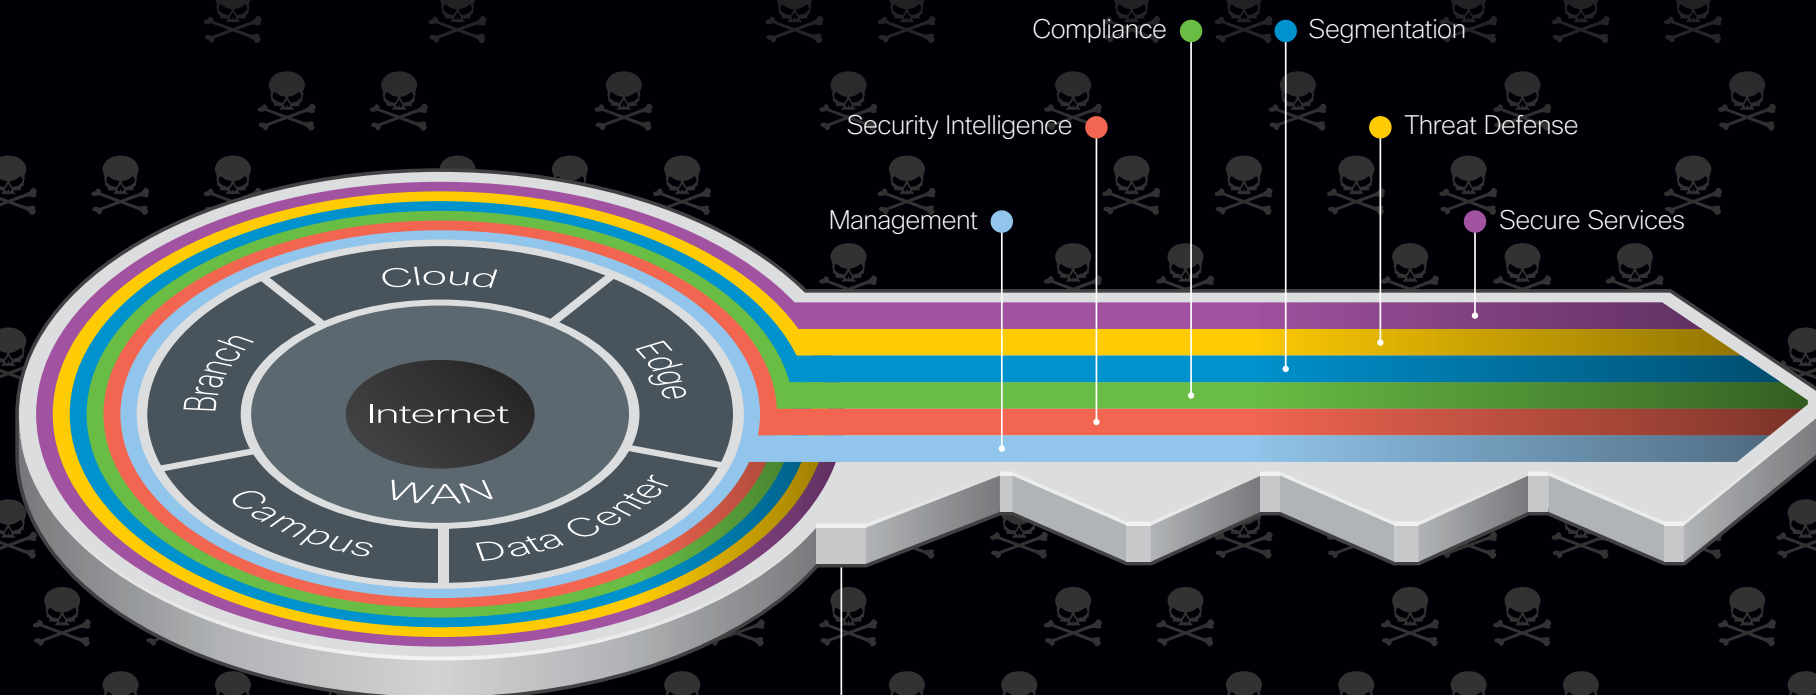 Compliance
Segmentation
Security Intelligence
Threat Defense
Management
Secure Services
Cloud
Branch
Edge
Internet
WAN
Campus
Data Center